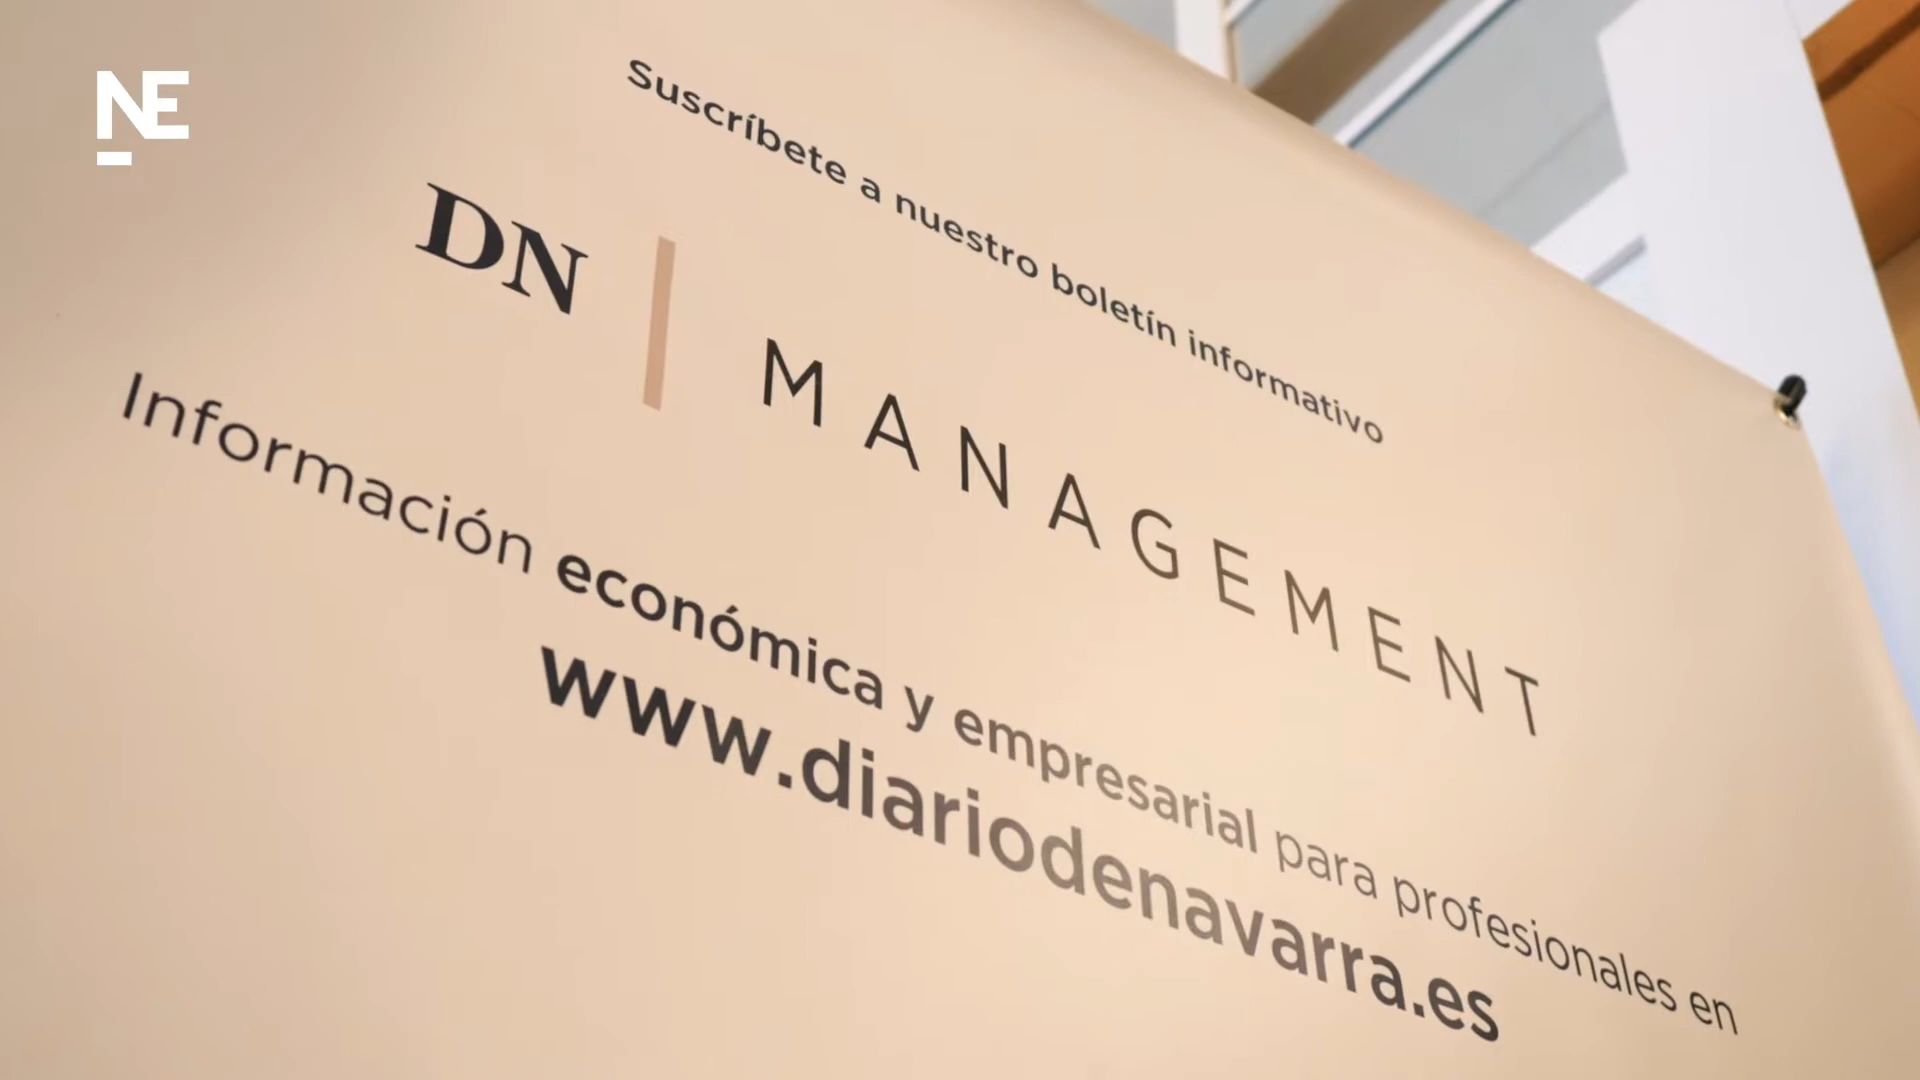 NE
Suscríbete a nuestro boletín informativo
DN | MANAGEMENT
Información económica y empresarial para profesionales en
www.diariodenavarra.es